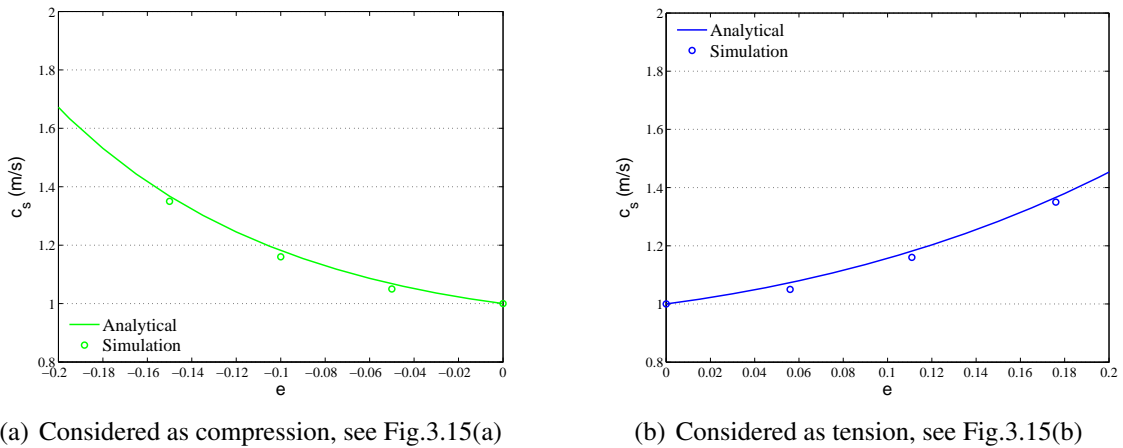 2
1.8
1.6
1.4
1.2
1
0.8
c_s (m/s)
Analytical
Simulation
−0.2 −0.18 −0.16 −0.14 −0.12 −0.1 −0.08 −0.06 −0.04 −0.02 0
e
(a) Considered as compression, see Fig.3.15(a)
2
1.8
1.6
1.4
1.2
1
0.8
c_s (m/s)
Analytical
Simulation
0 0.02 0.04 0.06 0.08 0.1 0.12 0.14 0.16 0.18 0.2
e
(b) Considered as tension, see Fig.3.15(b)